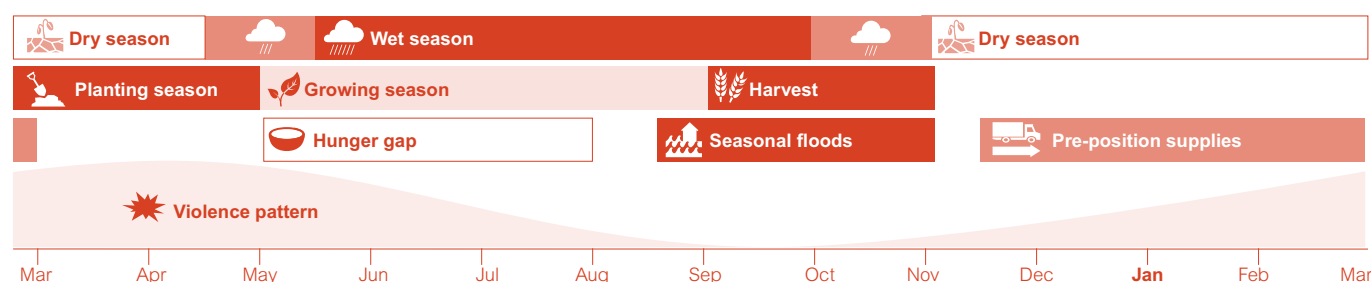 Dry season
Wet season
Dry season
Planting season
Growing season
Harvest
Hunger gap
Seasonal floods
Pre-position supplies
Violence pattern
Mar Apr May Jun Jul Aug Sep Oct Nov Dec Jan Feb Mar